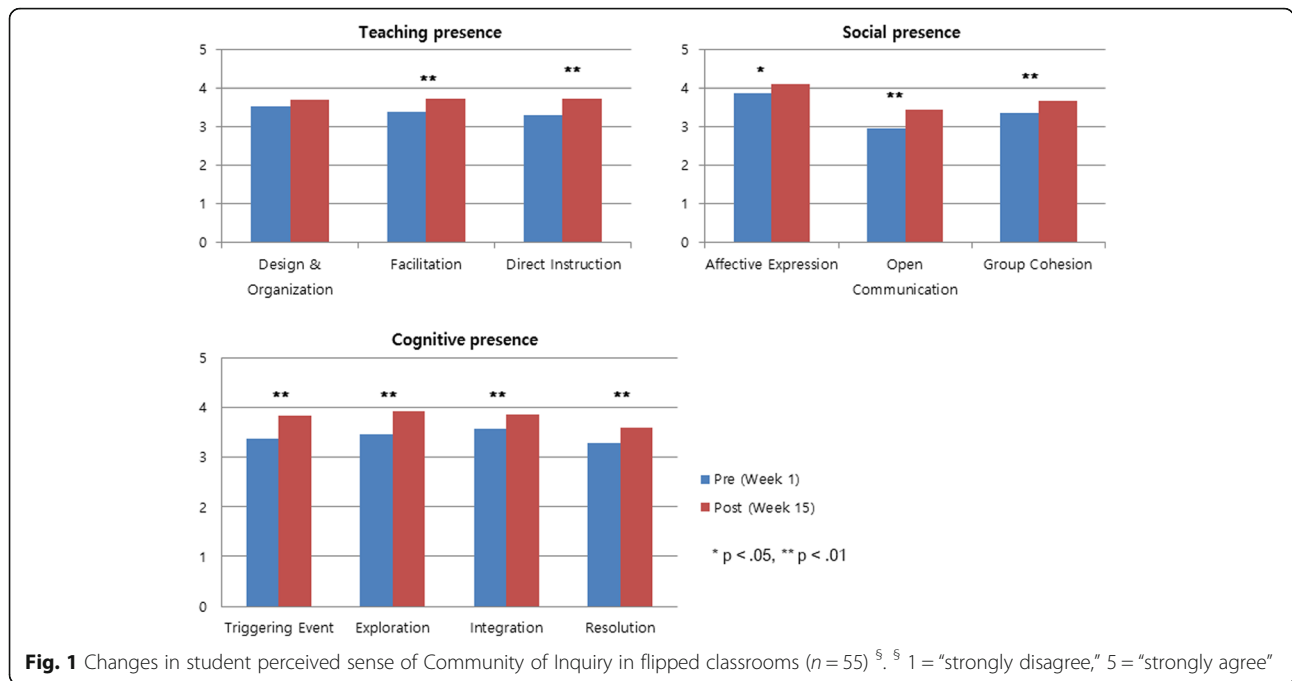 Teaching presence
5
4
3
2
1
0
**
**
Design &
Organization
Facilitation
Direct Instruction
Social presence
5
4
3
2
1
0
*
**
**
Affective Expression
Open
Communication
Group Cohesion
Cognitive presence
5
4
3
2
1
0
**
**
**
**
Triggering Event
Exploration
Integration
Resolution
Pre (Week 1)
Post (Week 15)
* p < .05, ** p < .01
Fig. 1 Changes in student perceived sense of Community of Inquiry in flipped classrooms (n = 55) §. § 1 = "strongly disagree," 5 = "strongly agree"